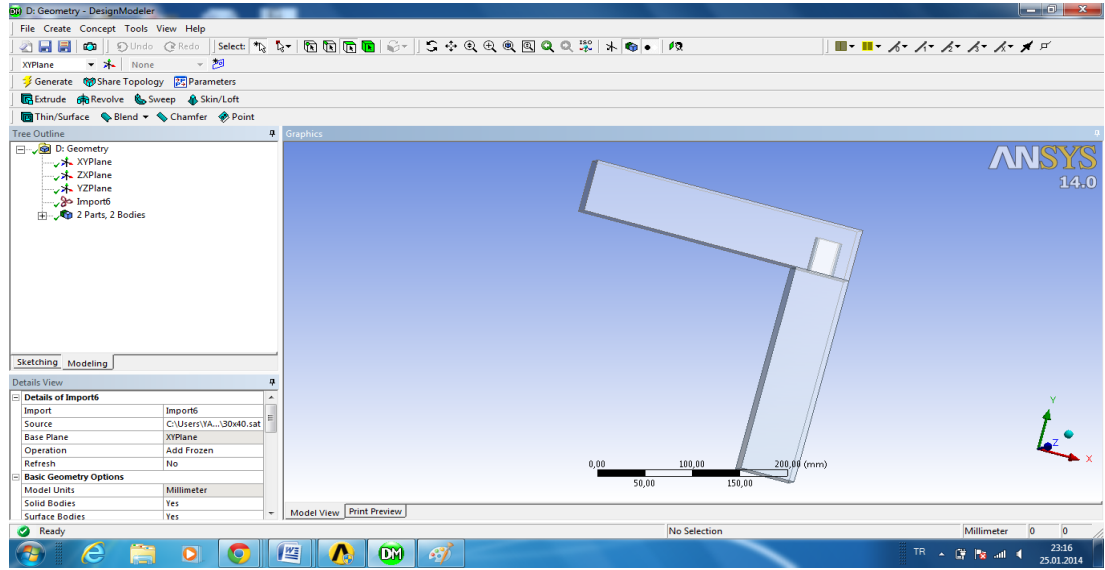 D: Geometry - DesignModeler
File Create Concept Tools View Help
Undo Redo Select:
XYPlane None
Generate Share Topology Parameters
Extrude Revolve Sweep Skin/Loft
Thin/Surface Blend Chamfer Point
Tree Outline
D: Geometry
XYPlane
ZXPlane
YZPlane
Import6
2 Parts, 2 Bodies
Sketching Modeling
Details View
Details of Import6
Import Import6
Source C:\Users\YA...\30x40.sat
Base Plane XYPlane
Operation Add Frozen
Refresh No
Basic Geometry Options
Model Units Millimeter
Solid Bodies Yes
Surface Bodies Yes
Graphics
ANSYS
14.0
0,00 100,00 200,00 (mm)
50,00 150,00
Y
Z
X
Model View Print Preview
Ready No Selection Millimeter 0 0
DM TR 23:16
25.01.2014